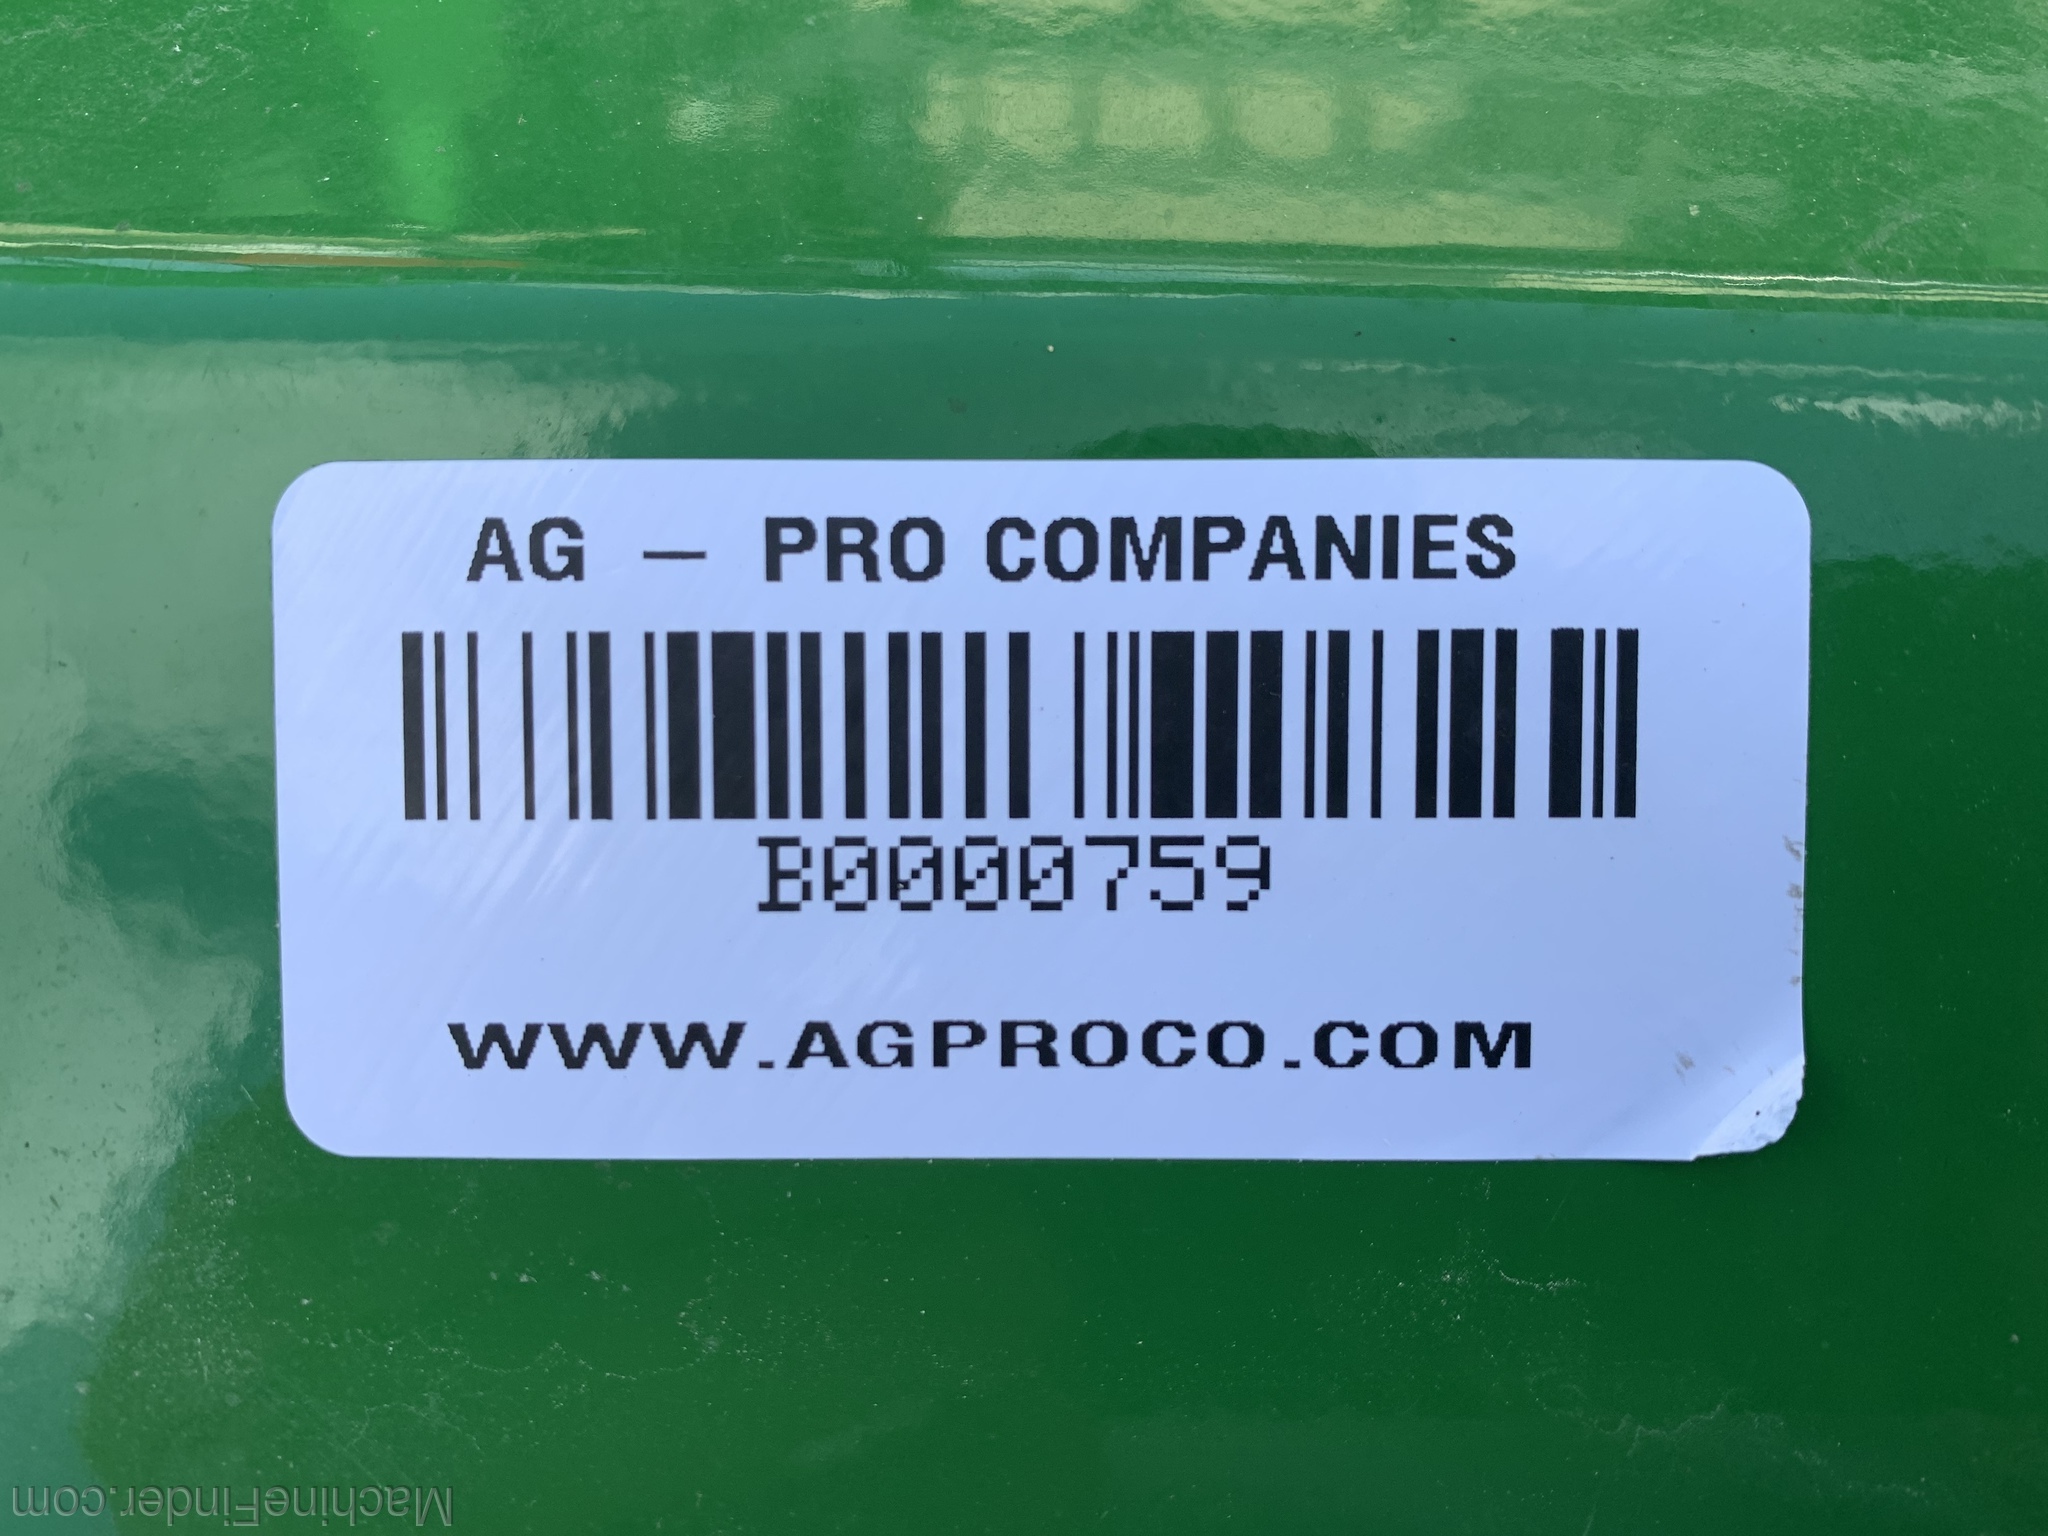 AG — PRO COMPANIES
B0000759
WWW.AGPROCO.COM
MachineFinder.com